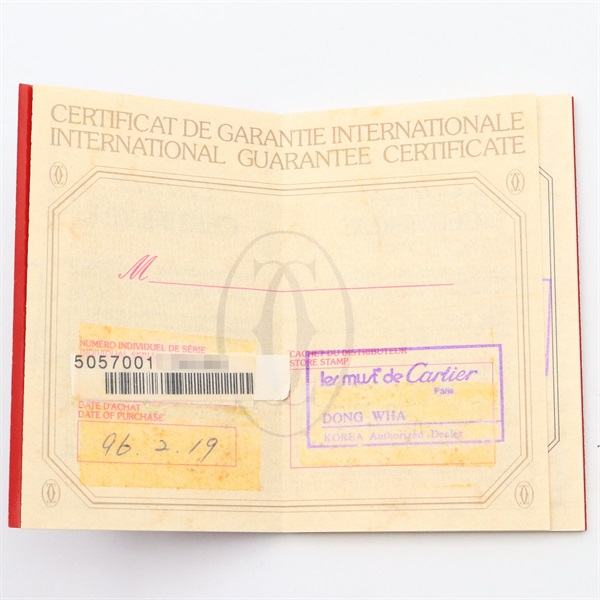 CERTIFICAT DE GARANTIE INTERNATIONALE
INTERNATIONAL GUARANTEE CERTIFICATE
M
NUMÉRO INDIVIDUEL DE SÉRIE
5057001
DATE D'ACHAT
DATE OF PURCHASE
96.2.19
CACHET DU DISTRIBUTEUR
STORE STAMP
les must de Cartier
Paris
DONG WHA
KOREA Authorized Dealer